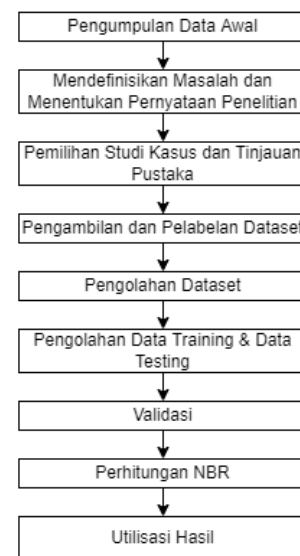 Pengumpulan Data Awal
Mendefinisikan Masalah dan
Menentukan Pernyataan Penelitian
Pemilihan Studi Kasus dan Tinjauan
Pustaka
Pengambilan dan Pelabelan Dataset
Pengolahan Dataset
Pengolahan Data Training & Data
Testing
Validasi
Perhitungan NBR
Utilisasi Hasil